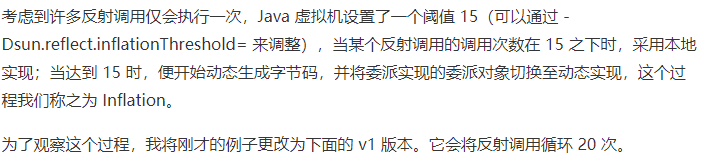 考虑到许多反射调用仅会执行一次，Java 虚拟机设置了一个阈值 15（可以通过 -
Dsun.reflect.inflationThreshold= 来调整），当某个反射调用的调用次数在 15 之下时，采用本地
实现；当达到 15 时，便开始动态生成字节码，并将委派实现的委派对象切换至动态实现，这个过
程我们称之为 Inflation。
为了观察这个过程，我将刚才的例子更改为下面的 v1 版本。它会将反射调用循环 20 次。